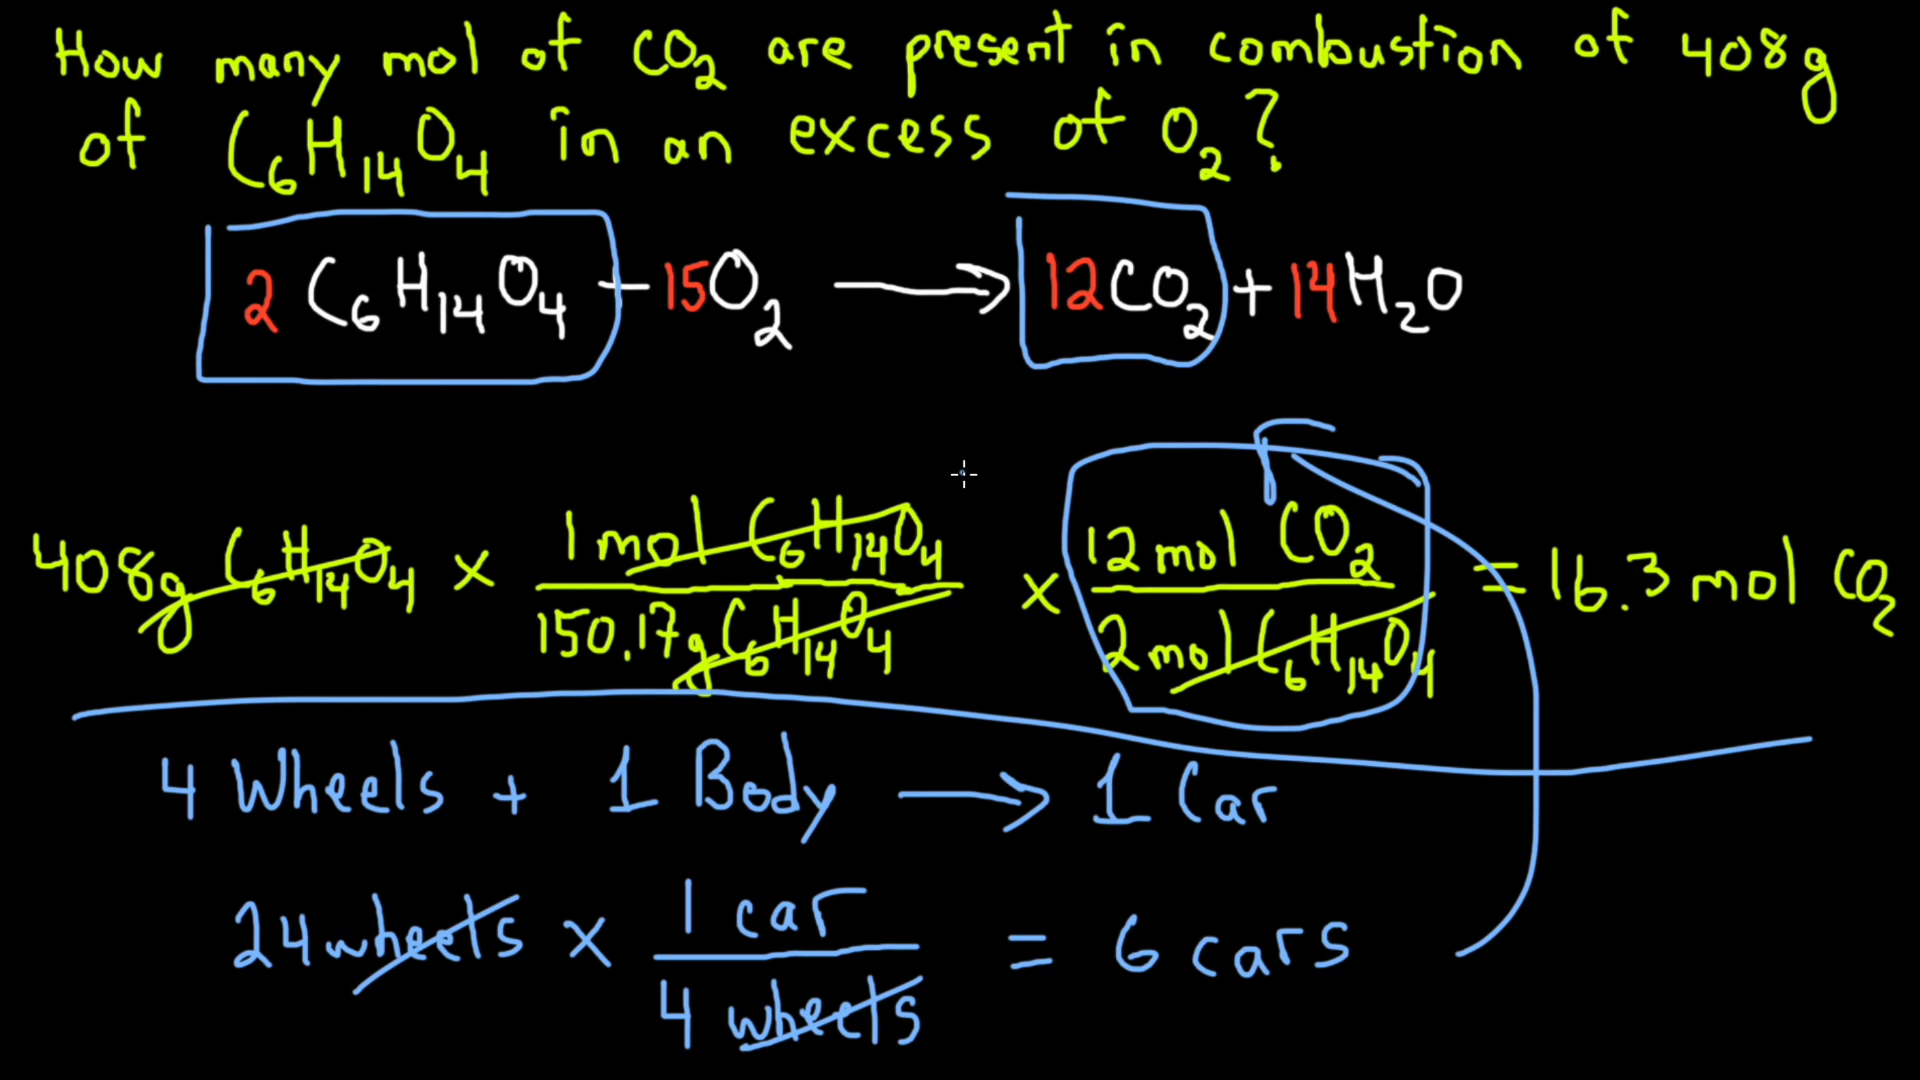 How many mol of CO₂ are present in combustion of 408g
of C₆H₁₄O₄ in an excess of O₂?
2 C₆H₁₄O₄ + 15O₂ → 12CO₂ + 14H₂O
408g C₆H₁₄O₄ x 1 mol C₆H₁₄O₄ / 150.17g C₆H₁₄O₄ x 12 mol CO₂ / 2 mol C₆H₁₄O₄ = 16.3 mol CO₂
4 Wheels + 1 Body → 1 Car
24 wheels x 1 car / 4 wheels = 6 cars